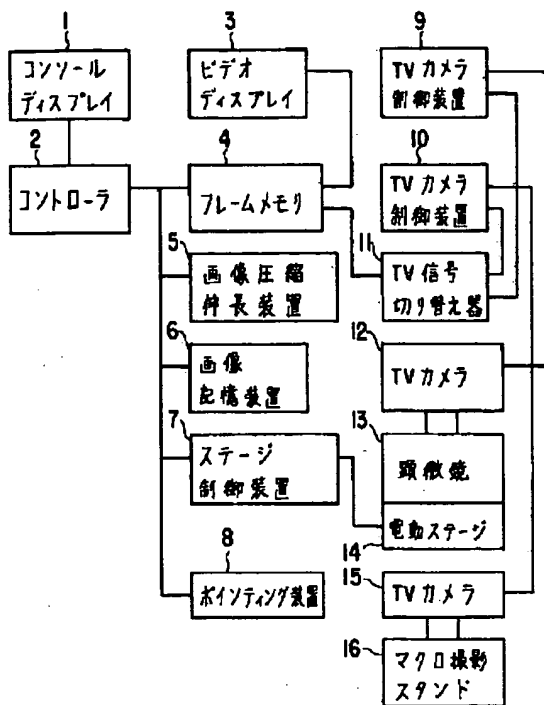 1
コンソール
ディスプレイ
2
コントローラ
3
ビデオ
ディスプレイ
4
フレームメモリ
5
画像圧縮
伸長装置
6
画像
記憶装置
7
ステージ
制御装置
8
ポインティング装置
9
TVカメラ
制御装置
10
TVカメラ
制御装置
11
TV信号
切り替え器
12
TVカメラ
13
顕微鏡
電動ステージ
14
15
TVカメラ
16
マクロ撮影
スタンド